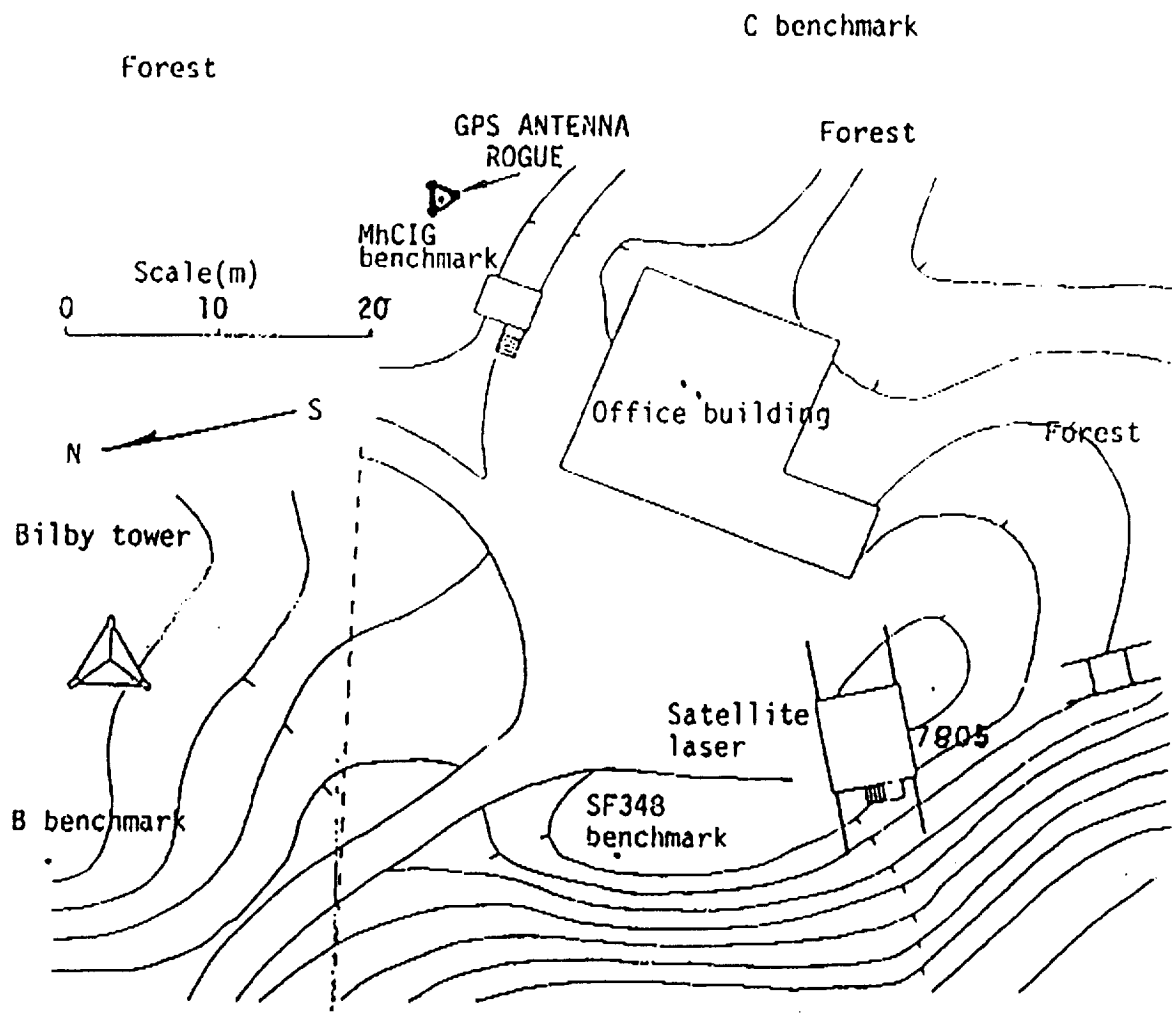 C benchmark
Forest
GPS ANTENNA
ROGUE
Forest
MhCIG
benchmark
Scale(m)
0 10 20
S
Office building
N
Forest
Bilby tower
Satellite
laser
7805
B benchmark
SF348
benchmark